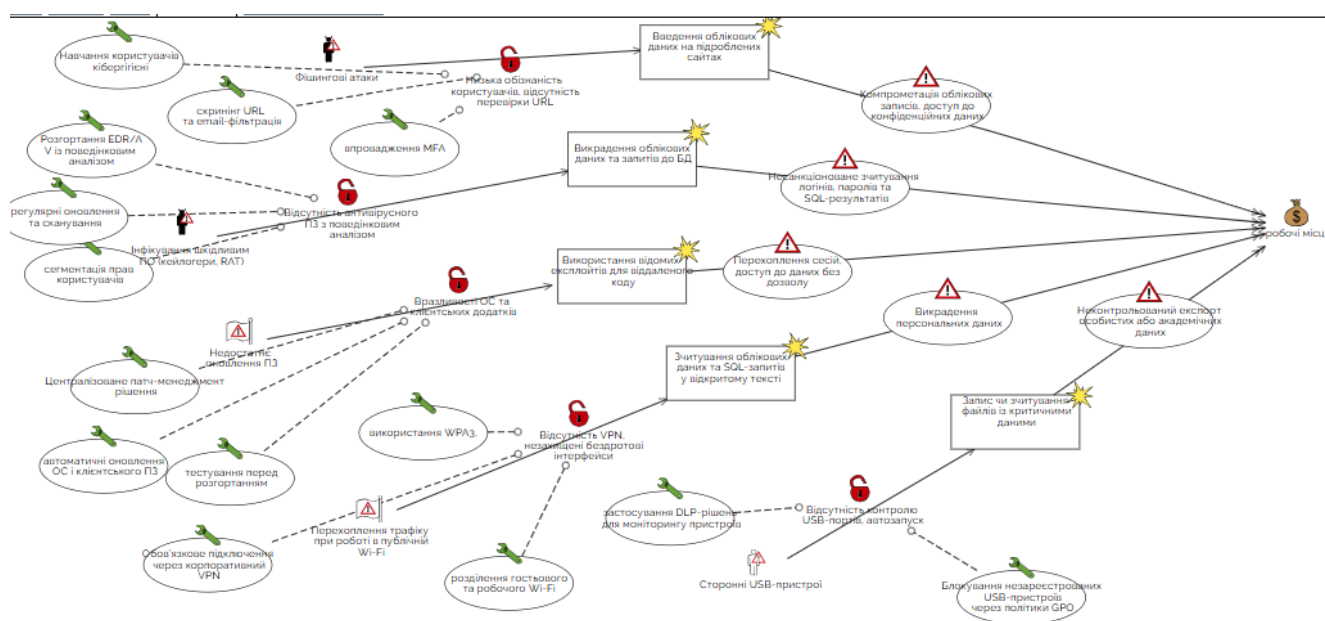 Навчання користувачів
кібергігієні
Фішингові атаки
Низька обізнаність
користувачів, відсутність
перевірки URL
Введення облікових
даних на підроблених
сайтах
Компрометація облікових
записів, доступ до
конфіденційних даних
скринінг URL
та email-фільтрація
впровадження MFA
Розгортання EDR/A
V із поведінковим
аналізом
Викрадення облікових
даних та запитів до БД
Несанкціоноване зчитування
логінів, паролів та
SQL-результатів
регулярні оновлення
та сканування
Відсутність антивірусного
ПЗ з поведінковим
аналізом
Інфікування шкідливим
ПО (кейлогери, RAT)
сегментація прав
користувачів
робочі місц
Використання відомих
експлойтів для віддаленого
коду
Перехоплення сесій,
доступ до даних без
дозволу
Вразливості ОС та
клієнтських додатків
Викрадення
персональних даних
Неконтрольований експорт
особистих або академічних
даних
Недостатнє
оновлення ПЗ
Централізоване патч-менеджмент
рішення
Зчитування облікових
даних та SQL-запитів
у відкритому тексті
Запис чи зчитування
файлів із критичними
даними
використання WPA3,
Відсутність VPN,
незахищені бездротові
інтерфейси
автоматичні оновлення
ОС і клієнтського ПЗ
тестування перед
розгортанням
застосування DLP-рішень
для моніторингу пристроїв
Відсутність контролю
USB-портів, автозапуск
Перехоплення трафіку
при роботі в публічній
Wi-Fi
Обов'язкове підключення
через корпоративний
VPN
розділення гостьового
та робочого Wi-Fi
Сторонні USB-пристрої
Блокування незареєстрованих
USB-пристроїв
через політики GPO